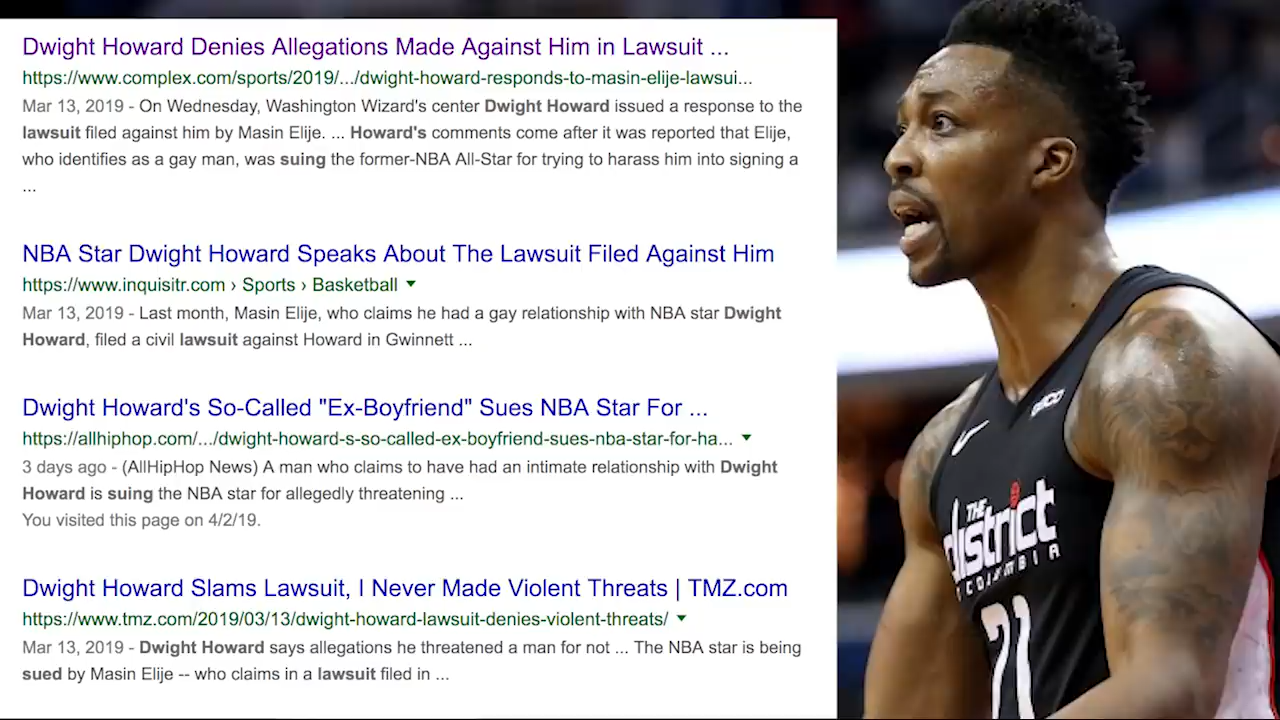 Dwight Howard Denies Allegations Made Against Him in Lawsuit ...
https://www.complex.com/sports/2019/.../dwight-howard-responds-to-masin-elije-lawsui...
Mar 13, 2019 - On Wednesday, Washington Wizard's center Dwight Howard issued a response to the
lawsuit filed against him by Masin Elije. ... Howard's comments come after it was reported that Elije,
who identifies as a gay man, was suing the former-NBA All-Star for trying to harass him into signing a
...
NBA Star Dwight Howard Speaks About The Lawsuit Filed Against Him
https://www.inquisitr.com › Sports › Basketball
Mar 13, 2019 - Last month, Masin Elije, who claims he had a gay relationship with NBA star Dwight
Howard, filed a civil lawsuit against Howard in Gwinnett ...
Dwight Howard's So-Called "Ex-Boyfriend" Sues NBA Star For ...
https://allhiphop.com/.../dwight-howard-s-so-called-ex-boyfriend-sues-nba-star-for-ha...
3 days ago - (AllHipHop News) A man who claims to have had an intimate relationship with Dwight
Howard is suing the NBA star for allegedly threatening ...
You visited this page on 4/2/19.
Dwight Howard Slams Lawsuit, I Never Made Violent Threats | TMZ.com
https://www.tmz.com/2019/03/13/dwight-howard-lawsuit-denies-violent-threats/
Mar 13, 2019 - Dwight Howard says allegations he threatened a man for not ... The NBA star is being
sued by Masin Elije -- who claims in a lawsuit filed in ...
GEICO
THE
district
OF COLUMBIA
21